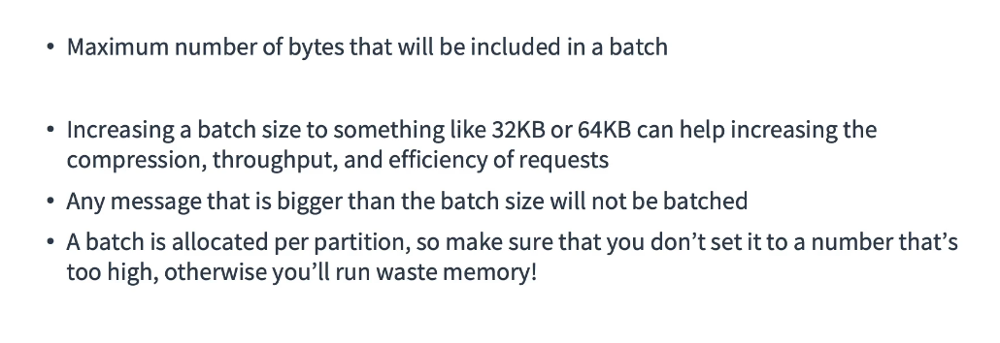 • Maximum number of bytes that will be included in a batch
• Increasing a batch size to something like 32KB or 64KB can help increasing the
compression, throughput, and efficiency of requests
• Any message that is bigger than the batch size will not be batched
• A batch is allocated per partition, so make sure that you don’t set it to a number that’s
too high, otherwise you’ll run waste memory!